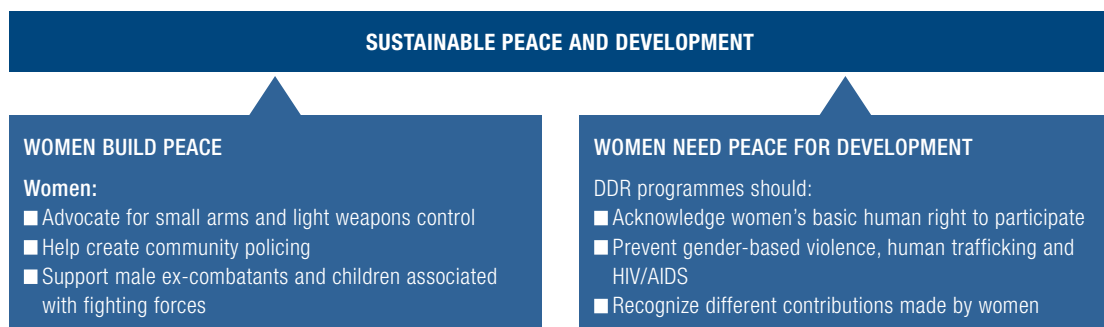 SUSTAINABLE PEACE AND DEVELOPMENT
WOMEN BUILD PEACE
Women:
■ Advocate for small arms and light weapons control
■ Help create community policing
■ Support male ex-combatants and children associated
with fighting forces
WOMEN NEED PEACE FOR DEVELOPMENT
DDR programmes should:
■ Acknowledge women’s basic human right to participate
■ Prevent gender-based violence, human trafficking and
HIV/AIDS
■ Recognize different contributions made by women